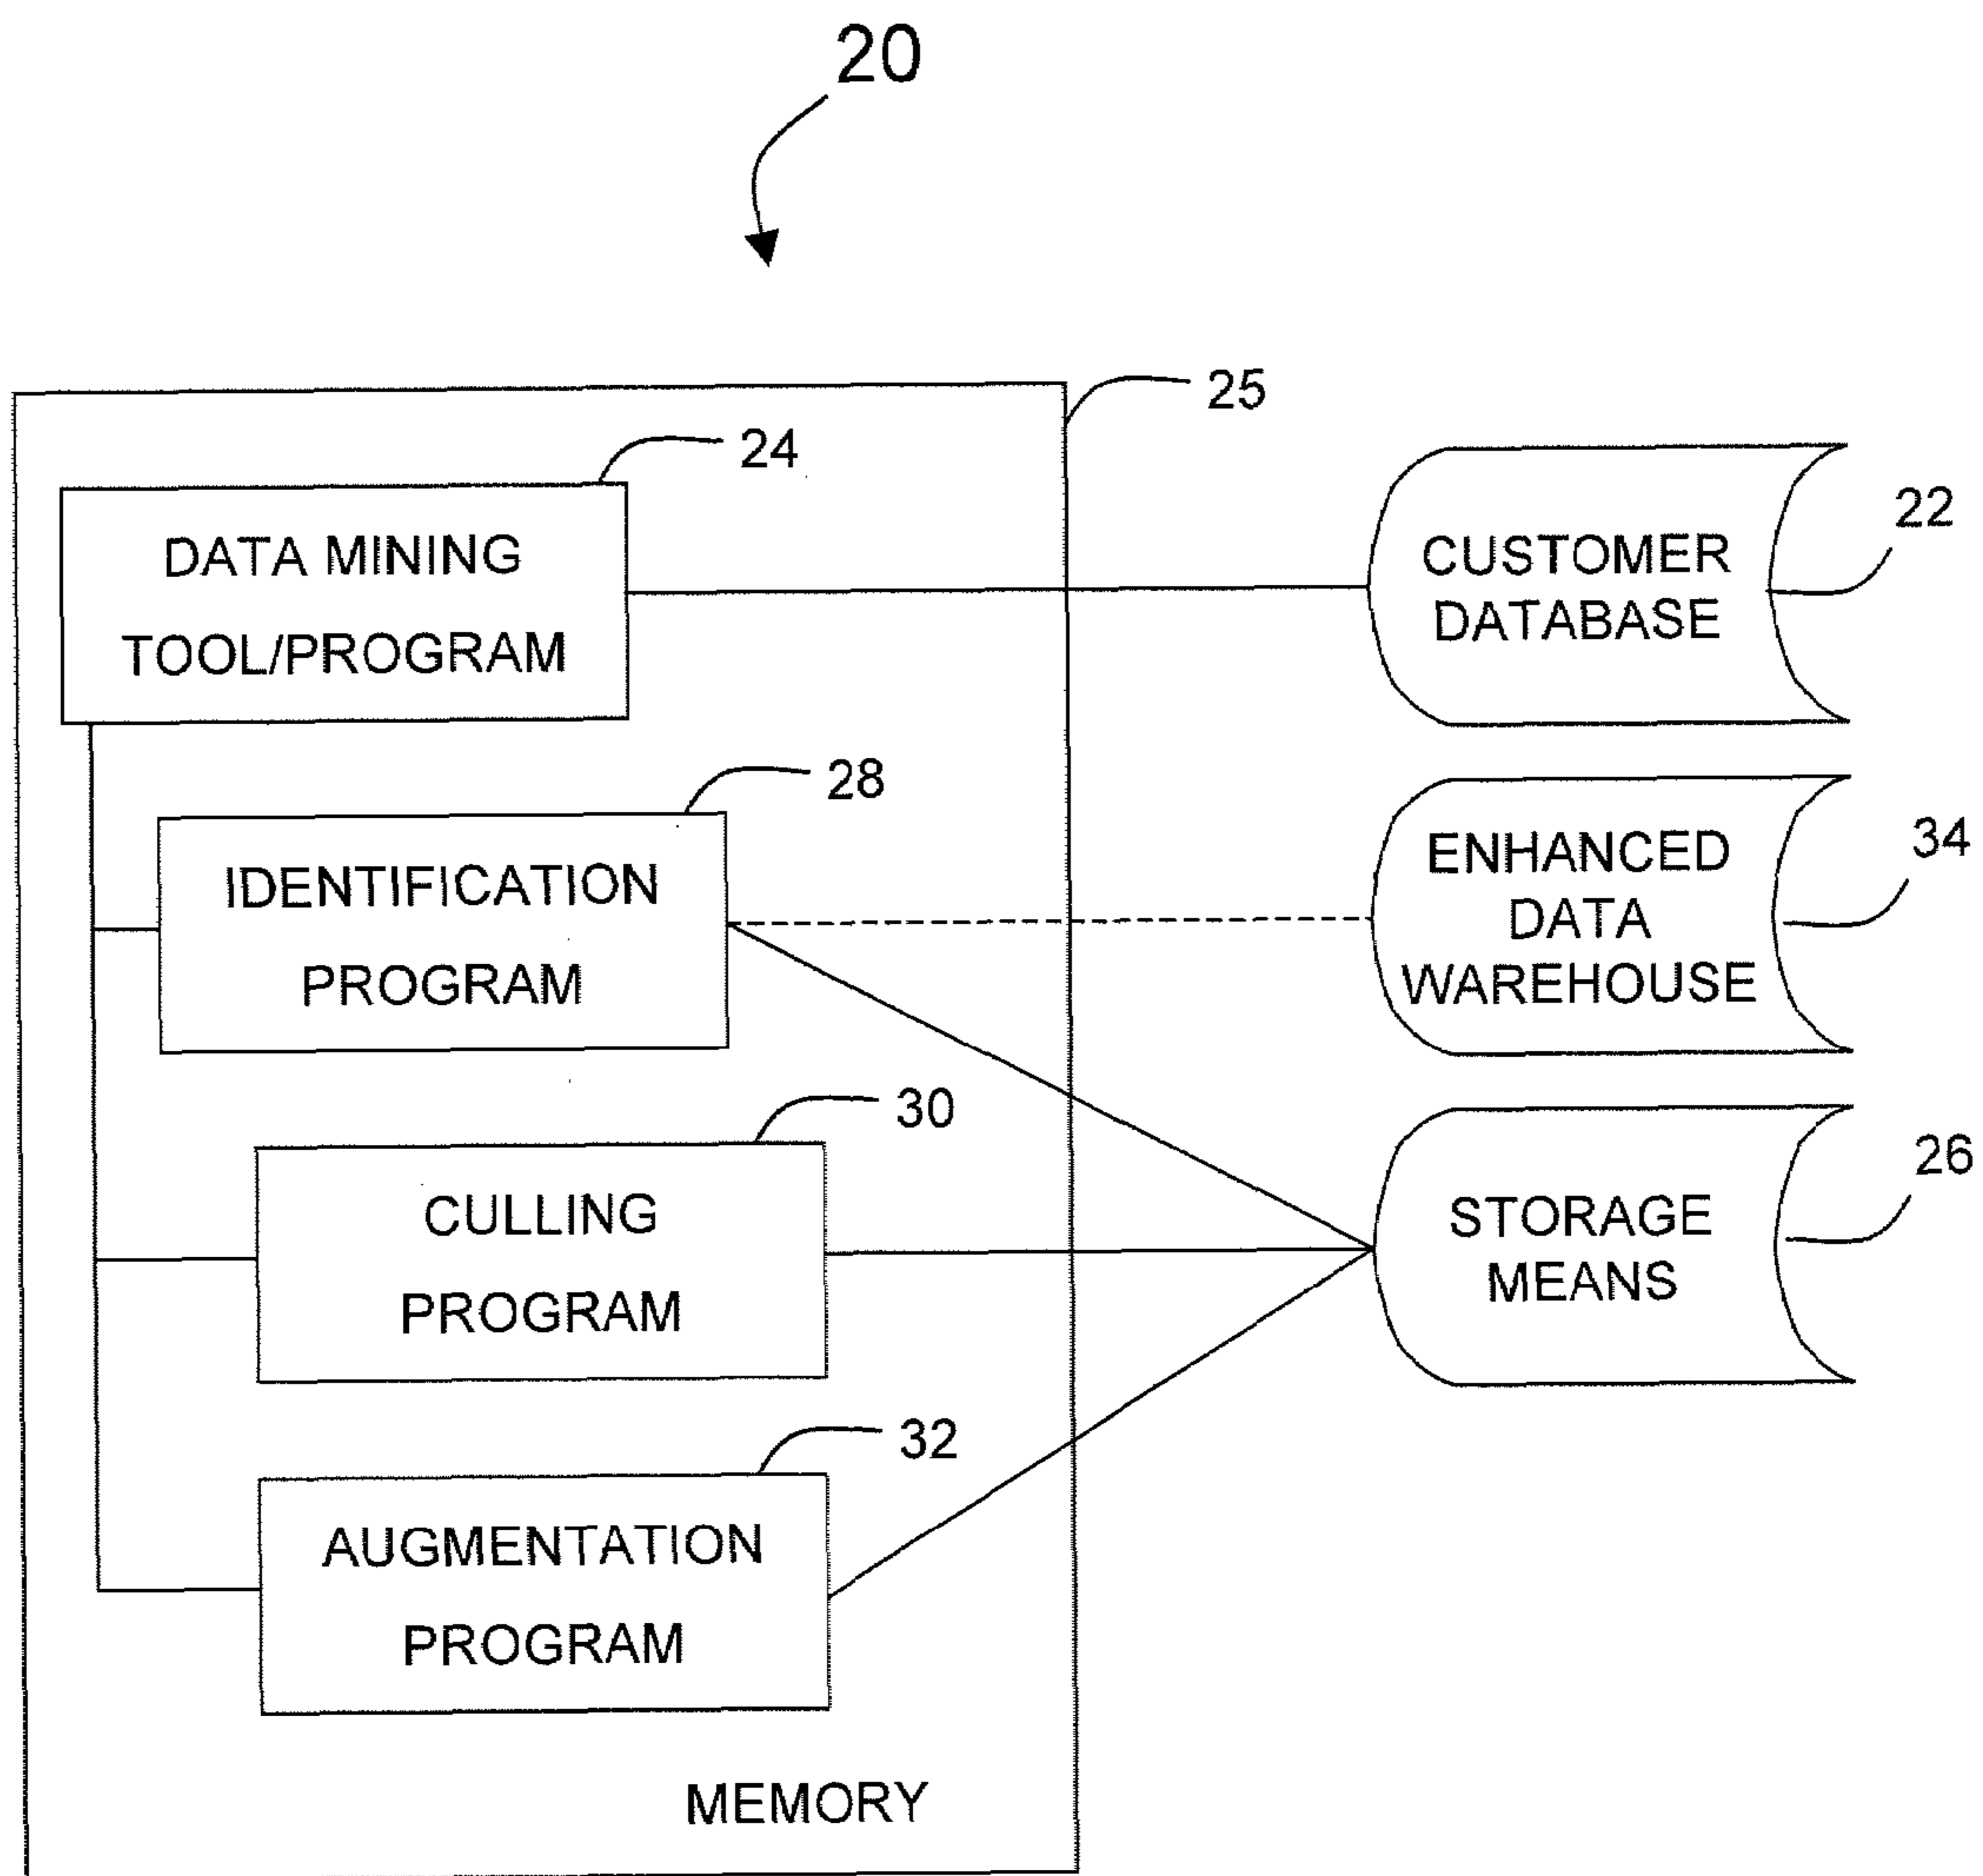 20
25
24
DATA MINING
TOOL/PROGRAM
CUSTOMER
DATABASE
22
28
IDENTIFICATION
PROGRAM
ENHANCED
DATA
WAREHOUSE
34
30
CULLING
PROGRAM
STORAGE
MEANS
26
32
AUGMENTATION
PROGRAM
MEMORY